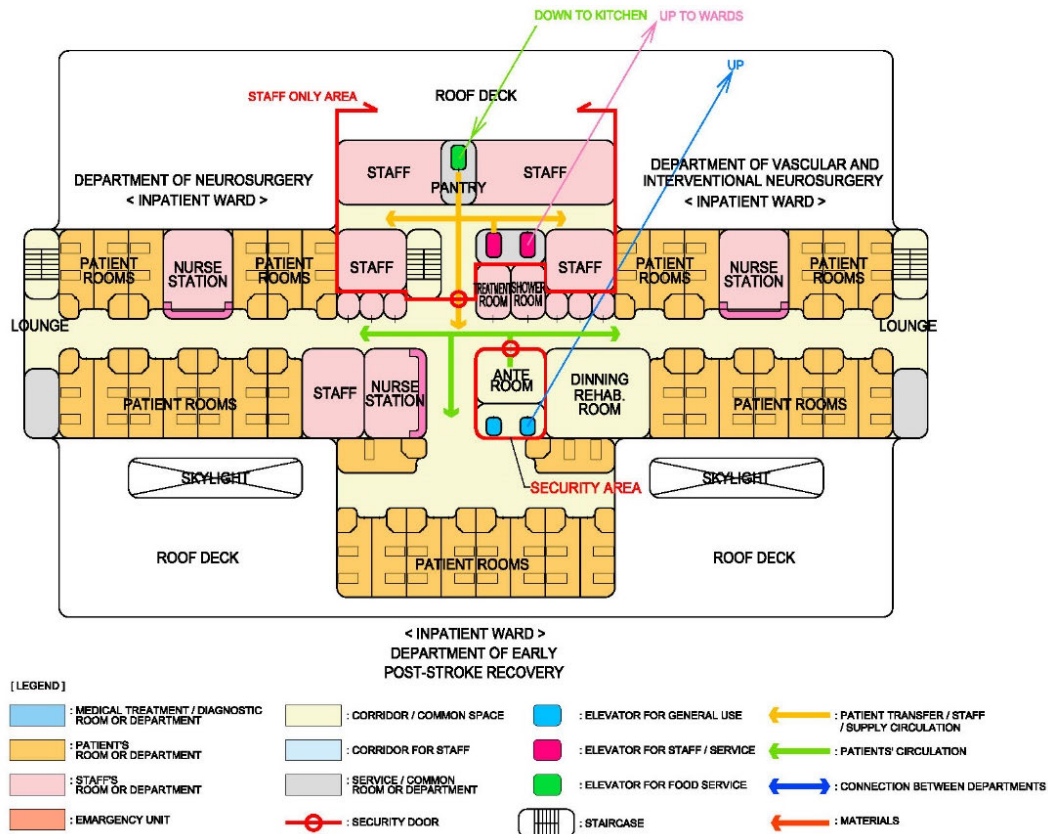 DOWN TO KITCHEN
UP TO WARDS
UP
STAFF ONLY AREA
ROOF DECK
STAFF
PANTRY
STAFF
DEPARTMENT OF NEUROSURGERY
< INPATIENT WARD >
DEPARTMENT OF VASCULAR AND
INTERVENTIONAL NEUROSURGERY
< INPATIENT WARD >
PATIENT
ROOMS
NURSE
STATION
PATIENT
ROOMS
STAFF
TREATMENT
ROOM
SHOWER
ROOM
STAFF
PATIENT
ROOMS
NURSE
STATION
PATIENT
ROOMS
LOUNGE
LOUNGE
PATIENT ROOMS
STAFF
NURSE
STATION
ANTE
ROOM
DINNING
REHAB.
ROOM
PATIENT ROOMS
SKYLIGHT
SECURITY AREA
SKYLIGHT
ROOF DECK
PATIENT ROOMS
ROOF DECK
< INPATIENT WARD >
DEPARTMENT OF EARLY
POST-STROKE RECOVERY
[ LEGEND ]
: MEDICAL TREATMENT / DIAGNOSTIC
ROOM OR DEPARTMENT
: PATIENT'S
ROOM OR DEPARTMENT
: STAFF'S
ROOM OR DEPARTMENT
: EMERGENCY UNIT
: CORRIDOR / COMMON SPACE
: CORRIDOR FOR STAFF
: SERVICE / COMMON
ROOM OR DEPARTMENT
: SECURITY DOOR
: ELEVATOR FOR GENERAL USE
: ELEVATOR FOR STAFF / SERVICE
: ELEVATOR FOR FOOD SERVICE
: STAIRCASE
: PATIENT TRANSFER / STAFF
/ SUPPLY CIRCULATION
: PATIENTS' CIRCULATION
: CONNECTION BETWEEN DEPARTMENTS
: MATERIALS